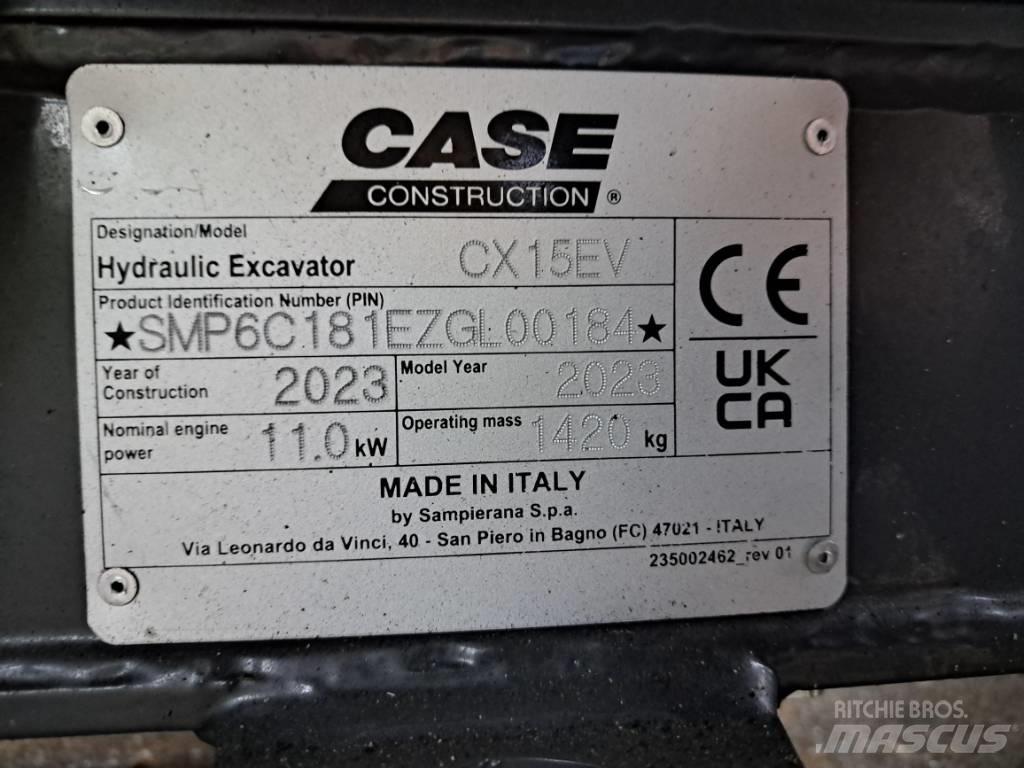 CASE
CONSTRUCTION ®
Designation/Model
Hydraulic Excavator CX15EV
Product Identification Number (PIN)
★SMP6C181EZGL00184★
Year of Construction 2023
Model Year 2023
Nominal engine power 11.0 kW
Operating mass 1420 kg
CE
UK
CA
MADE IN ITALY
by Sampierana S.p.a.
Via Leonardo da Vinci, 40 - San Piero in Bagno (FC) 47021 - ITALY
235002462_rev 01
RITCHIE BROS.
MASCUS